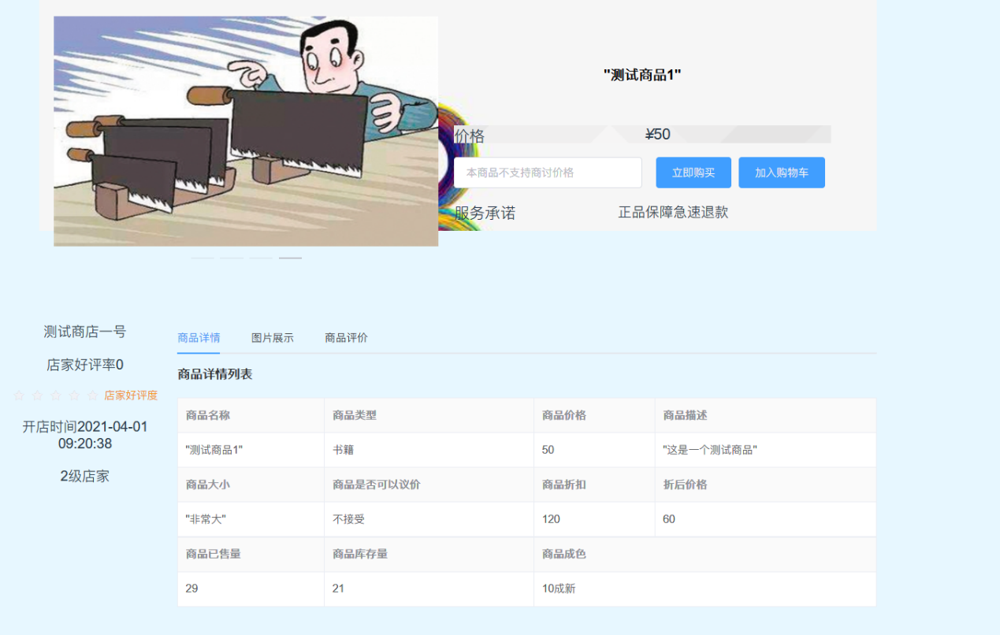 "测试商品1"
价格 ¥50
本商品不支持商讨价格 立即购买 加入购物车
服务承诺 正品保障急速退款
测试商店一号
店家好评率0
店家好评度
开店时间2021-04-01
09:20:38
2级店家
商品详情 图片展示 商品评价
商品详情列表
商品名称 商品类型 商品价格 商品描述
"测试商品1" 书籍 50 "这是一个测试商品"
商品大小 商品是否可以议价 商品折扣 折后价格
"非常大" 不接受 120 60
商品已售量 商品库存量 商品成色
29 21 10成新